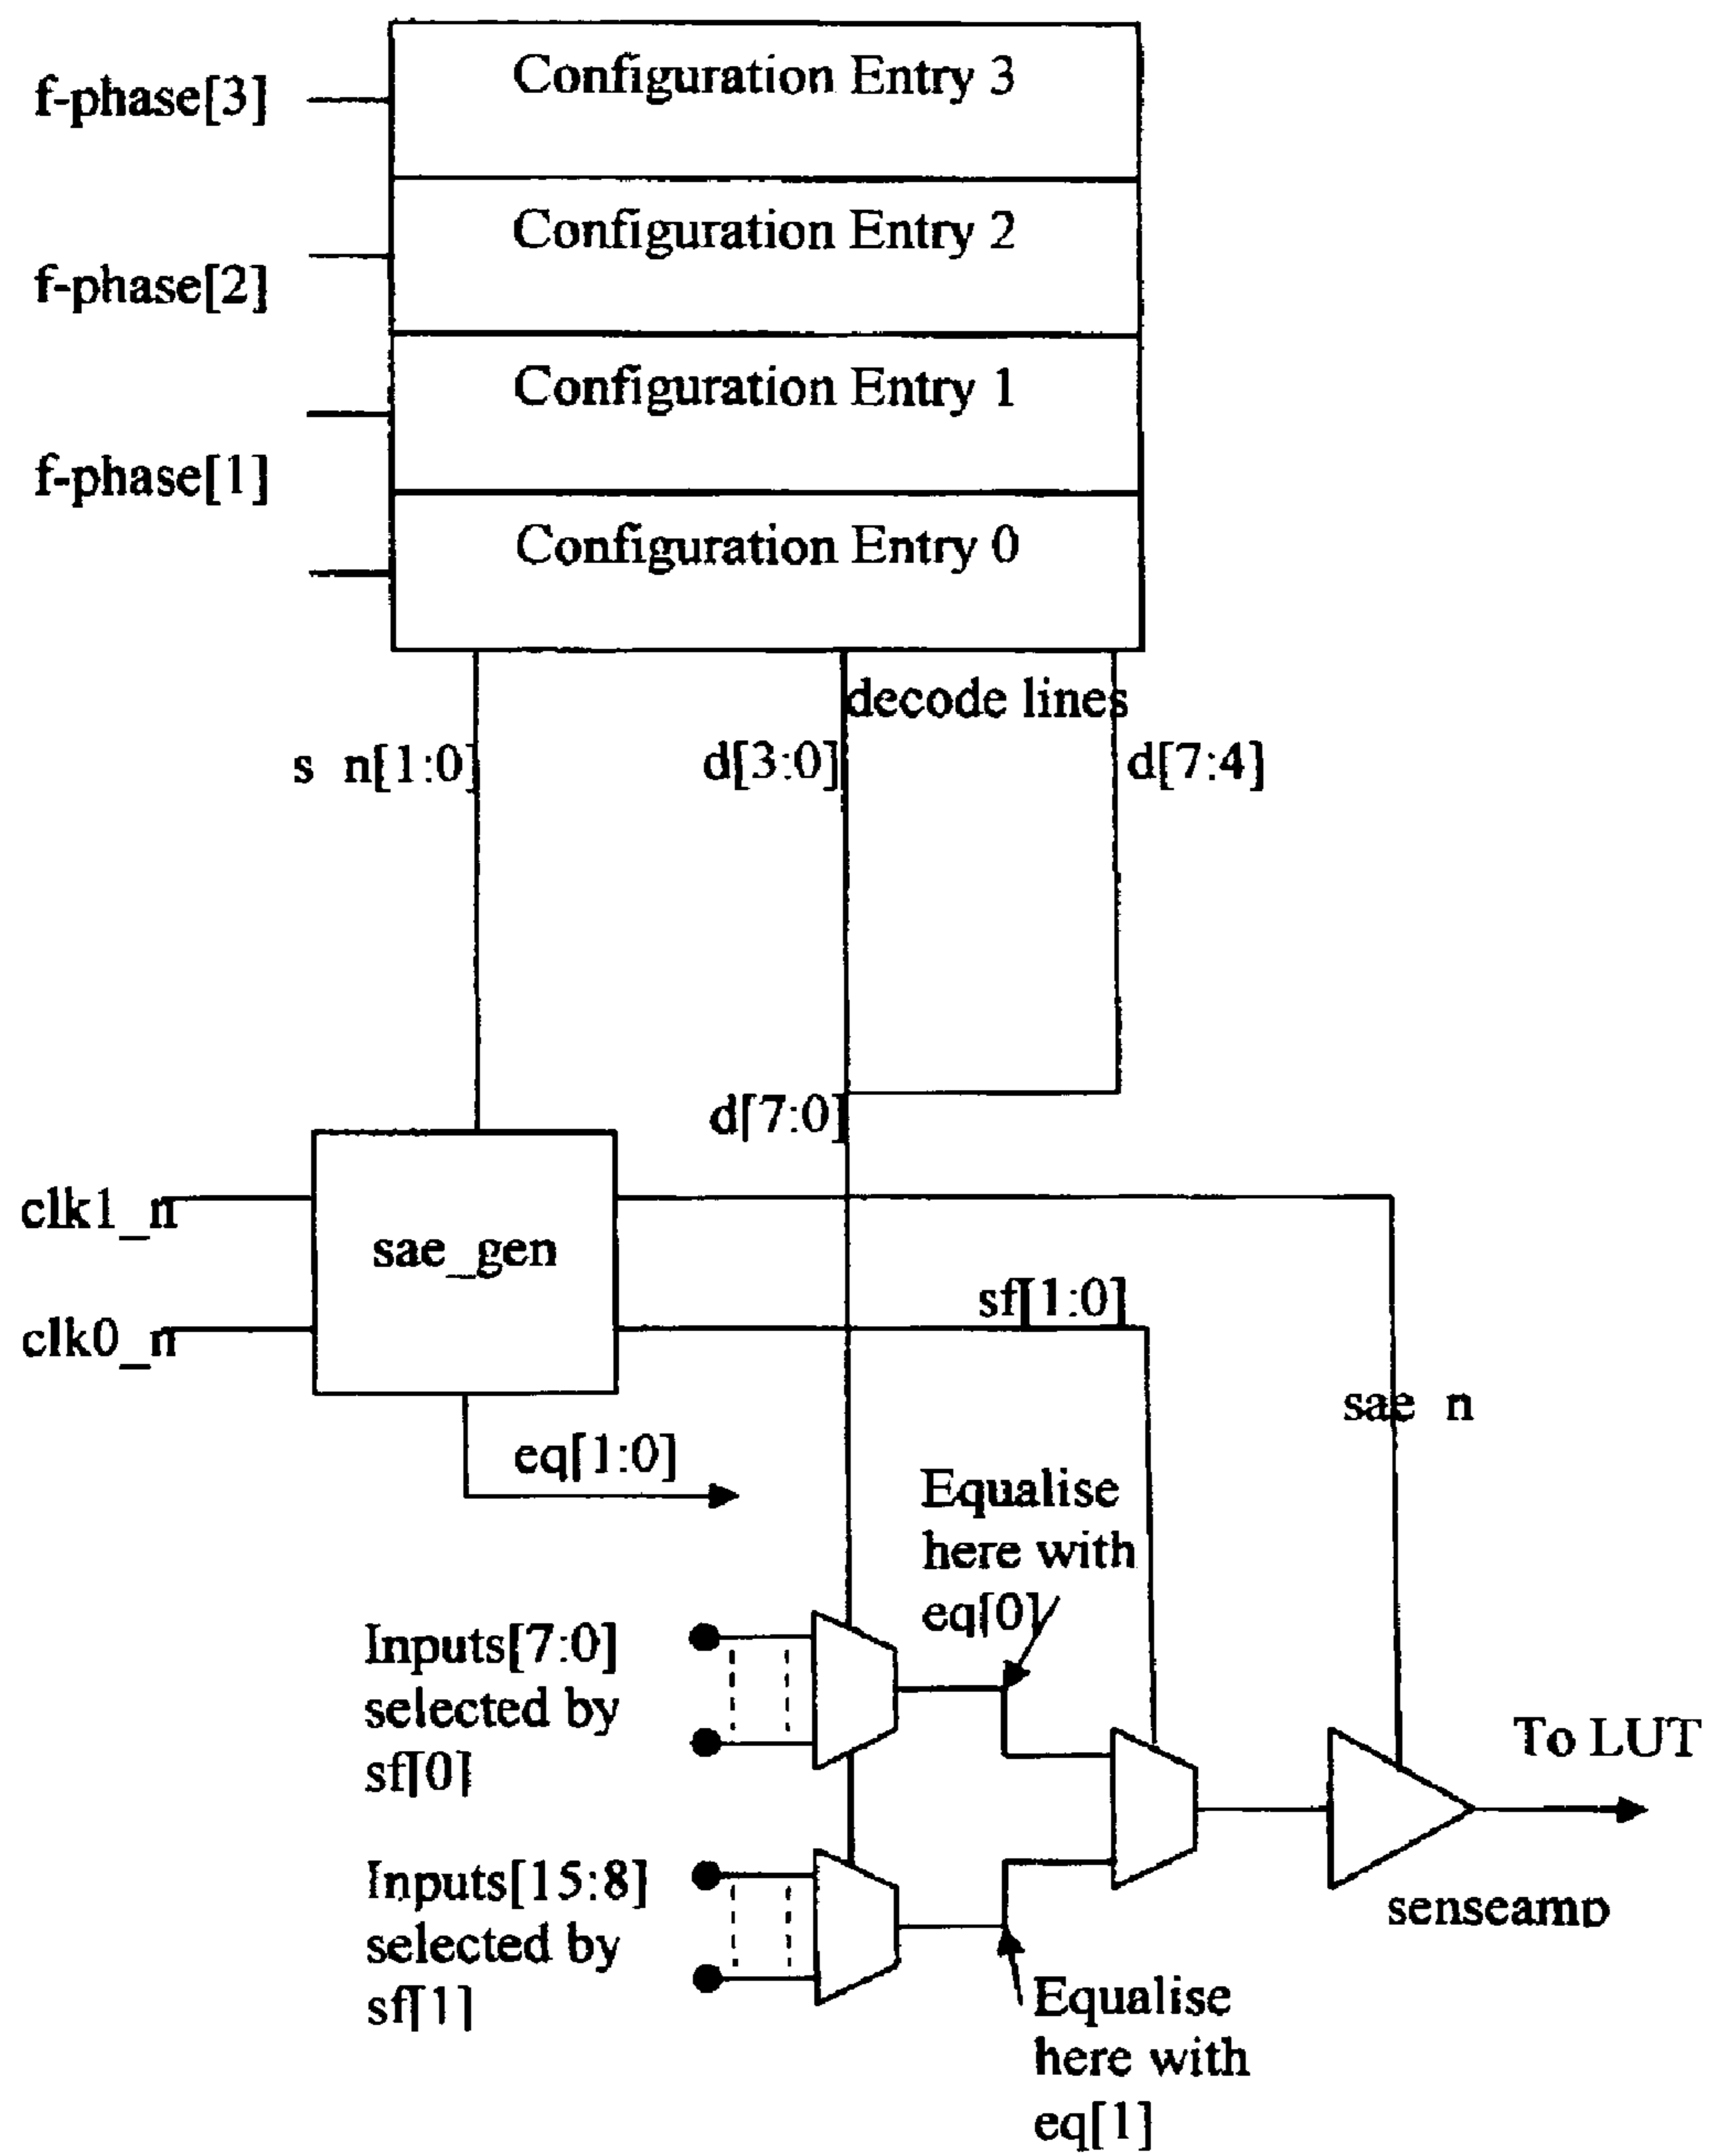 Configuration Entry 3
f-phase[3]
Configuration Entry 2
f-phase[2]
Configuration Entry 1
f-phase[1]
Configuration Entry 0
decode lines
s n[1:0]
d[3:0]
d[7:4]
d[7:0]
clk1_n
sae_gen
sf[1:0]
clk0_n
sae n
eq[1:0]
Equalise
here with
eq[0]
Inputs[7:0]
selected by
sf[0]
To LUT
Inputs[15:8]
selected by
sf[1]
senseamp
Equalise
here with
eq[1]